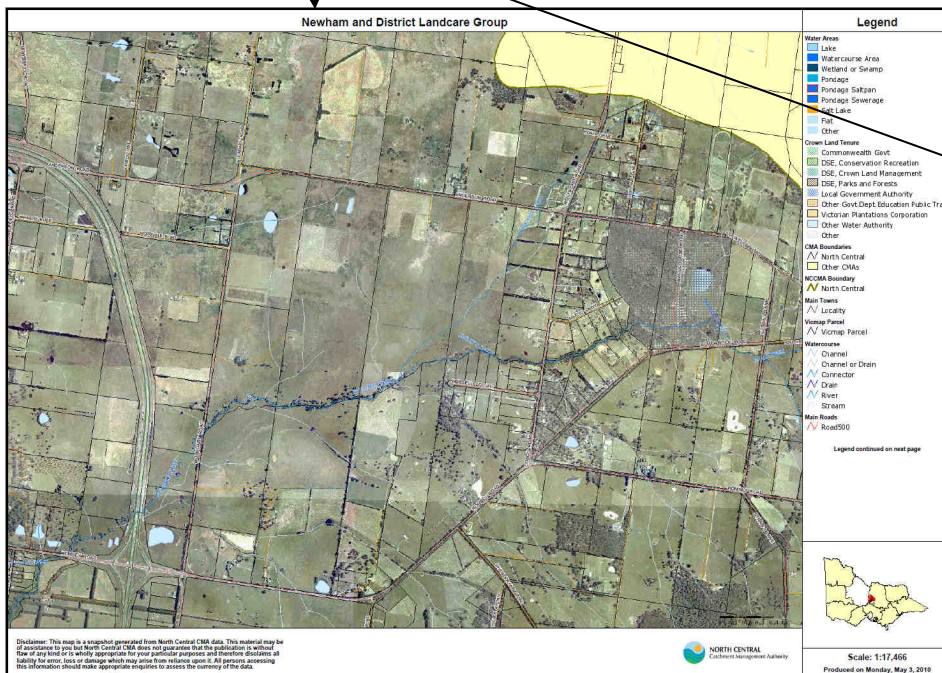 Newham and District Landcare Group
Legend
Water Areas
Lake
Watercourse Area
Wetland or Swamp
Pondage
Pondage Saltpan
Pondage Sewerage
Salt Lake
Flat
Other
Crown Land Tenure
Commonwealth Govt
DSE, Conservation Recreation
DSE, Crown Land Management
DSE, Parks and Forests
Local Government Authority
Other Govt.Dept.Education Public Tra
Victorian Plantations Corporation
Other Water Authority
Other
CMA Boundaries
North Central
Other CMAs
NCCMA Boundary
North Central
Main Towns
Locality
Vicmap Parcel
Vicmap Parcel
Watercourse
Channel
Channel or Drain
Connector
Drain
River
Stream
Main Roads
Road500
Legend continued on next page
Disclaimer: This map is a snapshot generated from North Central CMA data. This material may be
of assistance to you but North Central CMA does not guarantee that the publication is without
flaw of any kind or is wholly appropriate for your particular purposes and therefore disclaims all
liability for error, loss or damage which may arise from reliance upon it. All persons accessing
this information should make appropriate enquiries to assess the currency of the data.
NORTH CENTRAL
Catchment Management Authority
Scale: 1:17,466
Produced on Monday, May 3, 2010